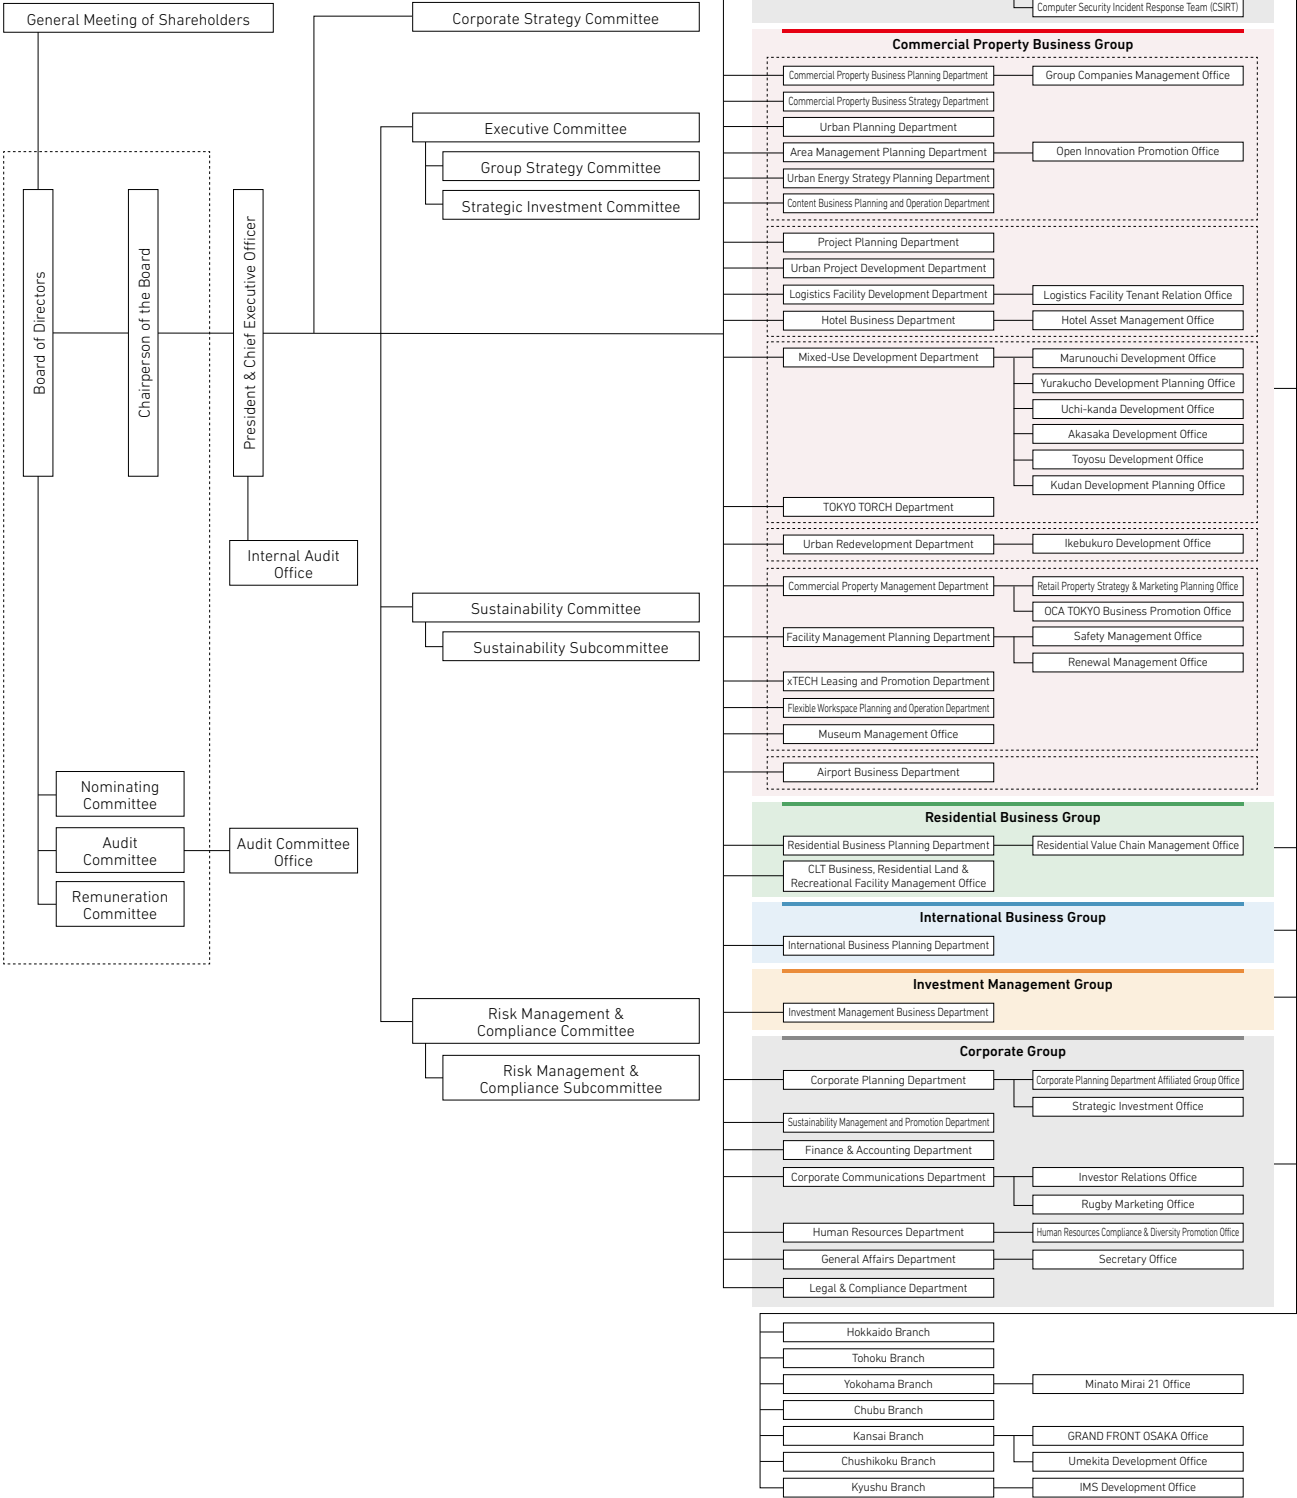 General Meeting of Shareholders
Board of Directors
Chairperson of the Board
President & Chief Executive Officer
Internal Audit
Office
Nominating
Committee
Audit
Committee
Audit Committee
Office
Remuneration
Committee
Corporate Strategy Committee
Executive Committee
Group Strategy Committee
Strategic Investment Committee
Sustainability Committee
Sustainability Subcommittee
Risk Management &
Compliance Committee
Risk Management &
Compliance Subcommittee
Computer Security Incident Response Team (CSIRT)
Commercial Property Business Group
Commercial Property Business Planning Department
Group Companies Management Office
Commercial Property Business Strategy Department
Urban Planning Department
Area Management Planning Department
Open Innovation Promotion Office
Urban Energy Strategy Planning Department
Content Business Planning and Operation Department
Project Planning Department
Urban Project Development Department
Logistics Facility Development Department
Logistics Facility Tenant Relation Office
Hotel Business Department
Hotel Asset Management Office
Mixed-Use Development Department
Marunouchi Development Office
Yurakucho Development Planning Office
Uchi-kanda Development Office
Akasaka Development Office
Toyosu Development Office
Kudan Development Planning Office
TOKYO TORCH Department
Urban Redevelopment Department
Ikebukuro Development Office
Commercial Property Management Department
Retail Property Strategy & Marketing Planning Office
OCA TOKYO Business Promotion Office
Facility Management Planning Department
Safety Management Office
Renewal Management Office
xTECH Leasing and Promotion Department
Flexible Workspace Planning and Operation Department
Museum Management Office
Airport Business Department
Residential Business Group
Residential Business Planning Department
Residential Value Chain Management Office
CLT Business, Residential Land &
Recreational Facility Management Office
International Business Group
International Business Planning Department
Investment Management Group
Investment Management Business Department
Corporate Group
Corporate Planning Department
Corporate Planning Department Affiliated Group Office
Strategic Investment Office
Sustainability Management and Promotion Department
Finance & Accounting Department
Corporate Communications Department
Investor Relations Office
Rugby Marketing Office
Human Resources Department
Human Resources Compliance & Diversity Promotion Office
General Affairs Department
Secretary Office
Legal & Compliance Department
Hokkaido Branch
Tohoku Branch
Yokohama Branch
Minato Mirai 21 Office
Chubu Branch
Kansai Branch
GRAND FRONT OSAKA Office
Umekita Development Office
Chushikoku Branch
Kyushu Branch
IMS Development Office